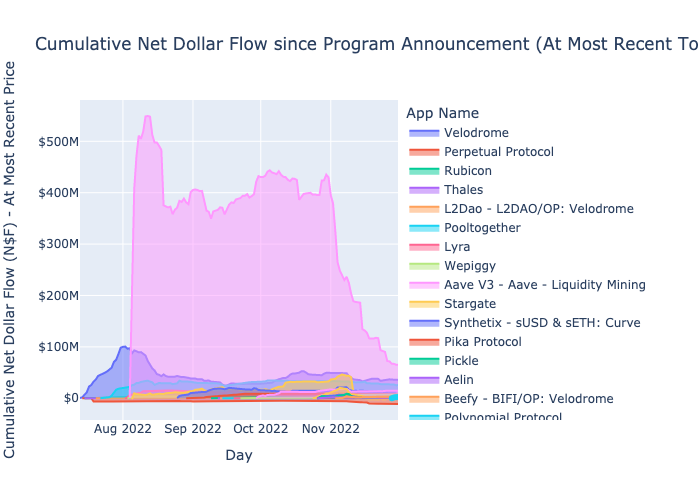 Cumulative Net Dollar Flow since Program Announcement (At Most Recent To
Cumulative Net Dollar Flow (N$F) - At Most Recent Price
$500M
$400M
$300M
$200M
$100M
$0
Aug 2022
Sep 2022
Oct 2022
Nov 2022
Day
App Name
Velodrome
Perpetual Protocol
Rubicon
Thales
L2Dao - L2DAO/OP: Velodrome
Pooltogether
Lyra
Wepiggy
Aave V3 - Aave - Liquidity Mining
Stargate
Synthetix - sUSD & sETH: Curve
Pika Protocol
Pickle
Aelin
Beefy - BIFI/OP: Velodrome
Polynomial Protocol